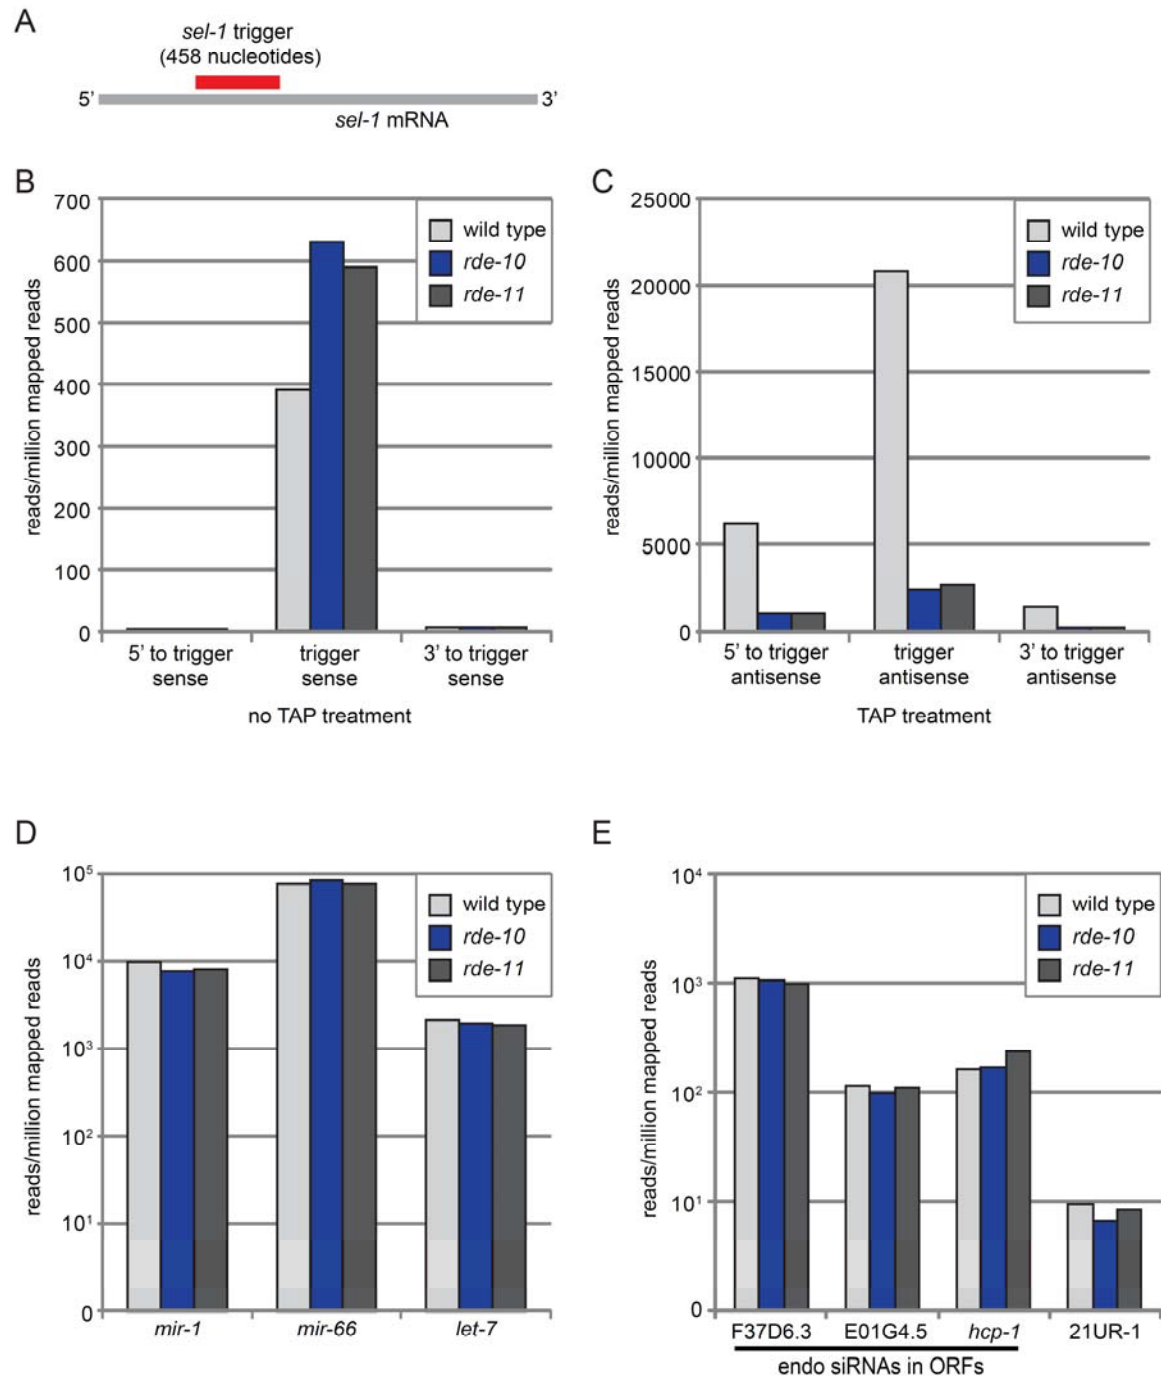 A
sel-1 trigger
(458 nucleotides)
5’
3’
sel-1 mRNA
B
reads/million mapped reads
700
600
500
400
300
200
100
0
wild type
rde-10
rde-11
5’ to trigger
sense
trigger
sense
3’ to trigger
sense
no TAP treatment
C
reads/million mapped reads
25000
20000
15000
10000
5000
0
wild type
rde-10
rde-11
5’ to trigger
antisense
trigger
antisense
3’ to trigger
antisense
TAP treatment
D
reads/million mapped reads
10⁵
10⁴
10³
10²
10¹
0
wild type
rde-10
rde-11
mir-1
mir-66
let-7
E
reads/million mapped reads
10⁴
10³
10²
10¹
0
wild type
rde-10
rde-11
F37D6.3
E01G4.5
hcp-1
21UR-1
endo siRNAs in ORFs